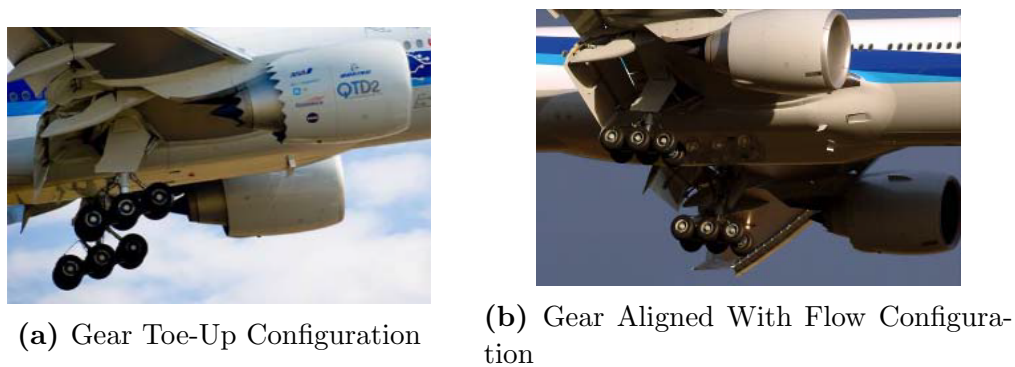 ANA
BOEING
QTD2
(a) Gear Toe-Up Configuration
(b) Gear Aligned With Flow Configura-
tion